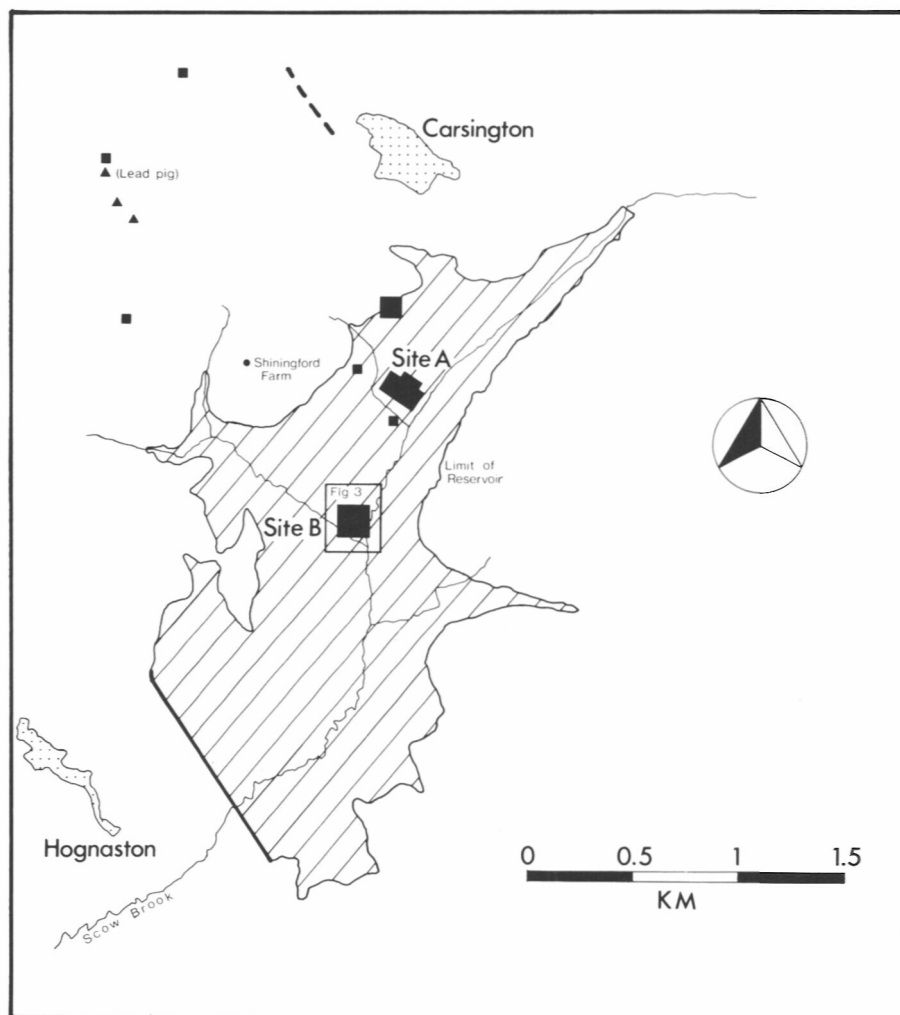 Carsington
(Lead pig)
Site A
Shiningford
Farm
Limit of
Reservoir
Fig 3
Site B
Hognaston
Scow Brook
0 0.5 1 1.5
KM